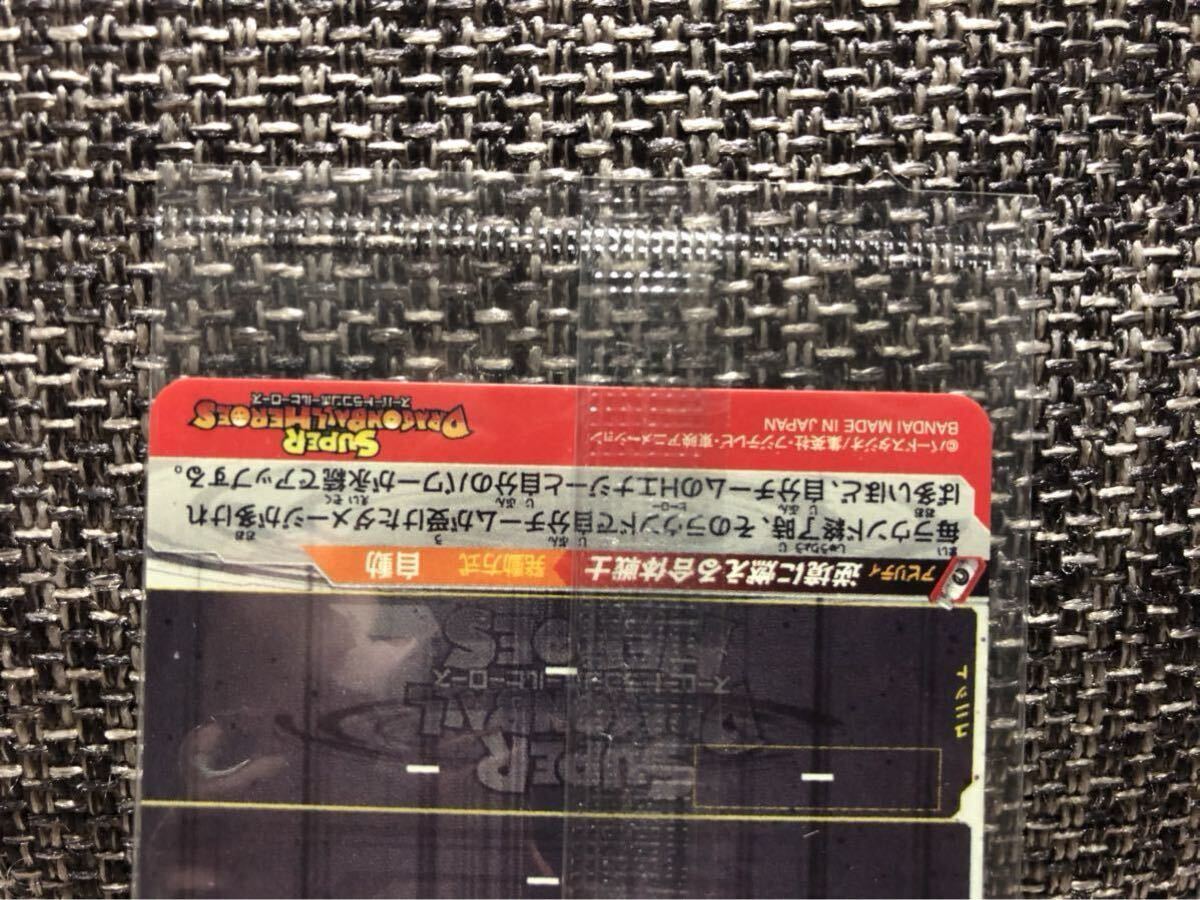 SUPER
DRAGONBALL
スーパードラゴンボールヒーローズ
HEROES
アビリティ 逆境に燃える合体戦士 発動方式 自動
毎ラウンド終了時、そのラウンドで自分チームが受けたダメージが多けれ
ば多いほど、自分チームのHエナジーと自分のパワーが永続でアップする。
©バードスタジオ/集英社・フジテレビ・東映アニメーション
BANDAI MADE IN JAPAN
SUPER
DRAGONBALL HEROES
スーパードラゴンボールヒーローズ